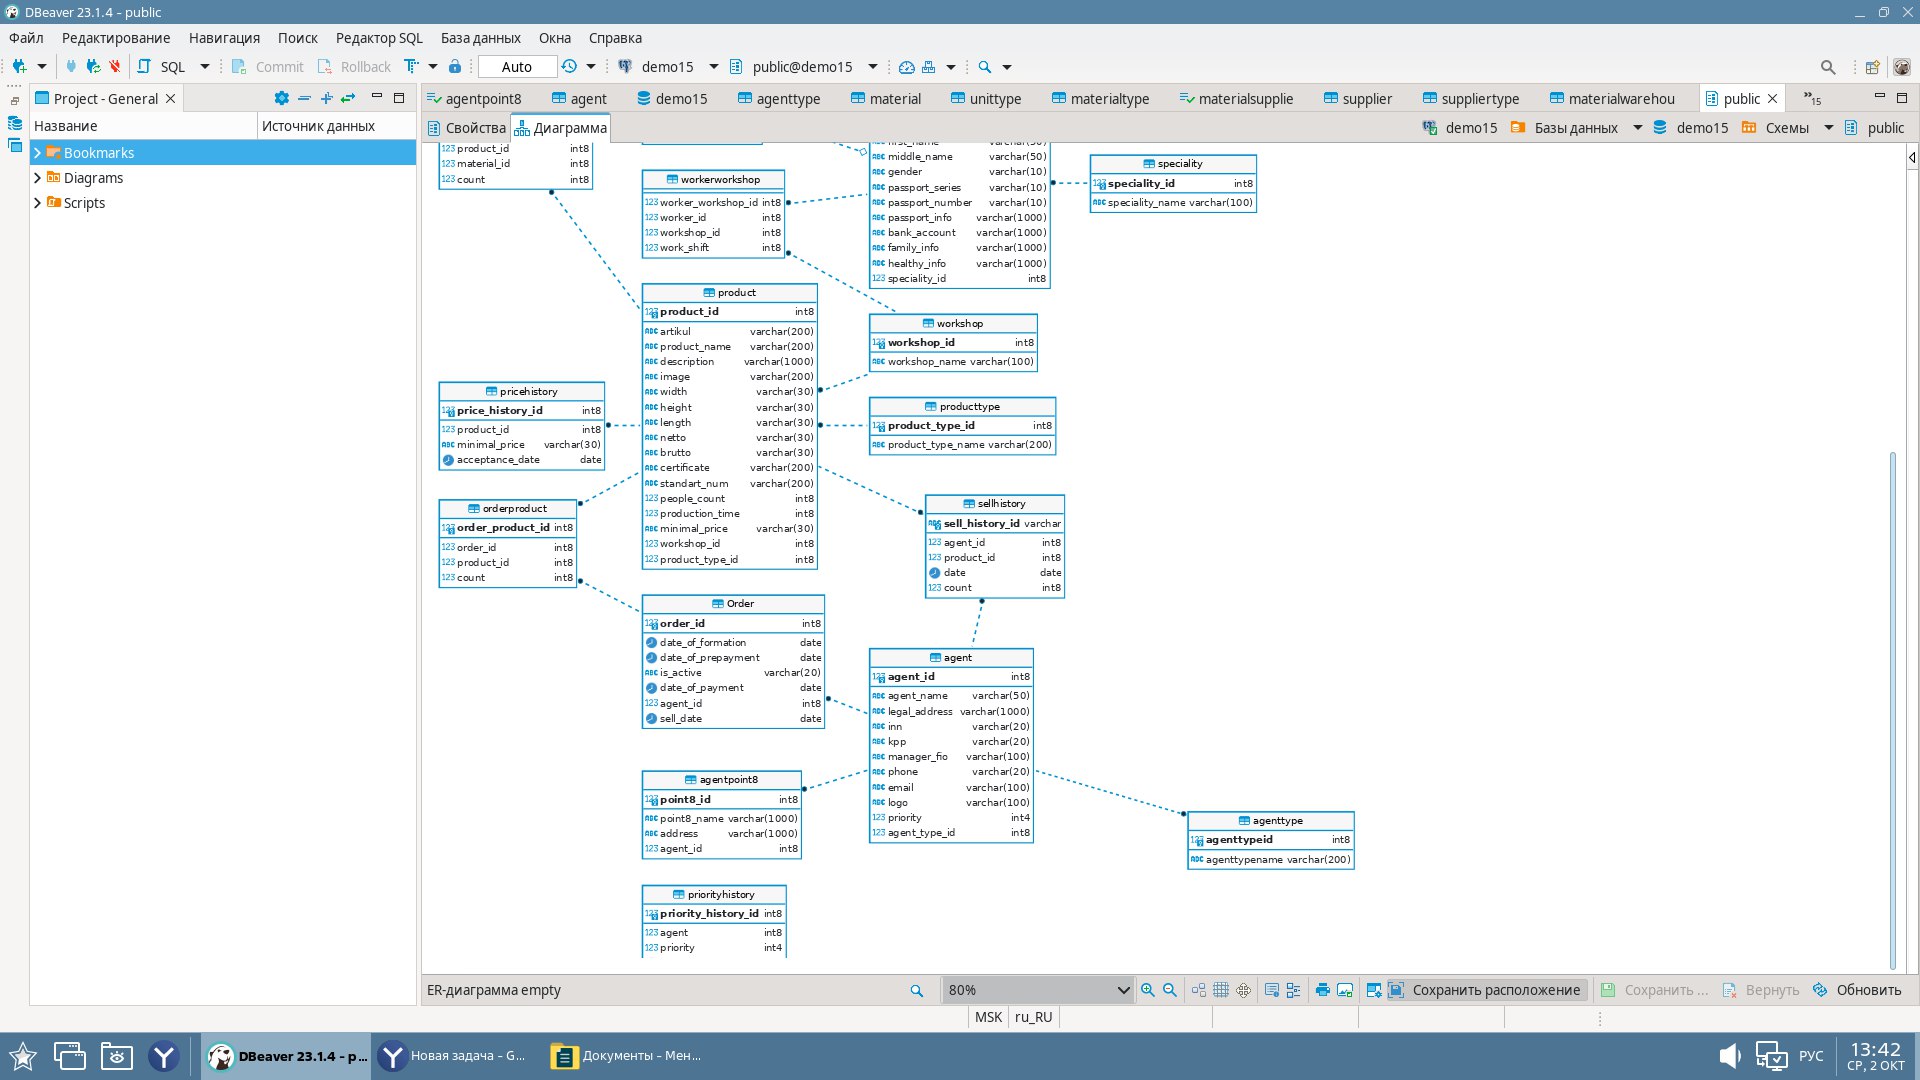 DBeaver 23.1.4 - public
Файл Редактирование Навигация Поиск Редактор SQL База данных Окна Справка
SQL Commit Rollback Auto demo15 public@demo15
Project - General
agentpoint8 agent demo15 agenttype material unittype materialtype materialsupplie supplier suppliertype materialwarehou public »15
Название Источник данных
Свойства Диаграмма demo15 Базы данных demo15 Схемы public
Bookmarks
Diagrams
Scripts
product_id int8
material_id int8
count int8
workerworkshop
worker_workshop_id int8
worker_id int8
workshop_id int8
work_shift int8
middle_name varchar(50)
gender varchar(10)
passport_series varchar(10)
passport_number varchar(10)
passport_info varchar(1000)
bank_account varchar(1000)
family_info varchar(1000)
healthy_info varchar(1000)
speciality_id int8
speciality
speciality_id int8
speciality_name varchar(100)
product
product_id int8
artikul varchar(200)
product_name varchar(200)
description varchar(1000)
image varchar(200)
width varchar(30)
height varchar(30)
length varchar(30)
netto varchar(30)
brutto varchar(30)
certificate varchar(200)
standart_num varchar(200)
people_count int8
production_time int8
minimal_price varchar(30)
workshop_id int8
product_type_id int8
workshop
workshop_id int8
workshop_name varchar(100)
pricehistory
price_history_id int8
product_id int8
minimal_price varchar(30)
acceptance_date date
producttype
product_type_id int8
product_type_name varchar(200)
orderproduct
order_product_id int8
order_id int8
product_id int8
count int8
sellhistory
sell_history_id varchar
agent_id int8
product_id int8
date date
count int8
Order
order_id int8
date_of_formation date
date_of_prepayment date
is_active varchar(20)
date_of_payment date
agent_id int8
sell_date date
agent
agent_id int8
agent_name varchar(50)
legal_address varchar(1000)
inn varchar(20)
kpp varchar(20)
manager_fio varchar(100)
phone varchar(20)
email varchar(100)
logo varchar(100)
priority int4
agent_type_id int8
agentpoint8
point8_id int8
point8_name varchar(1000)
address varchar(1000)
agent_id int8
agenttype
agenttypeid int8
agenttypename varchar(200)
priorityhistory
priority_history_id int8
agent int8
priority int4
ER-диаграмма empty 80% Сохранить расположение Сохранить ... Вернуть Обновить
MSK ru_RU
DBeaver 23.1.4 - p... Новая задача - G... Документы - Мен... РУС 13:42
СР, 2 ОКТ